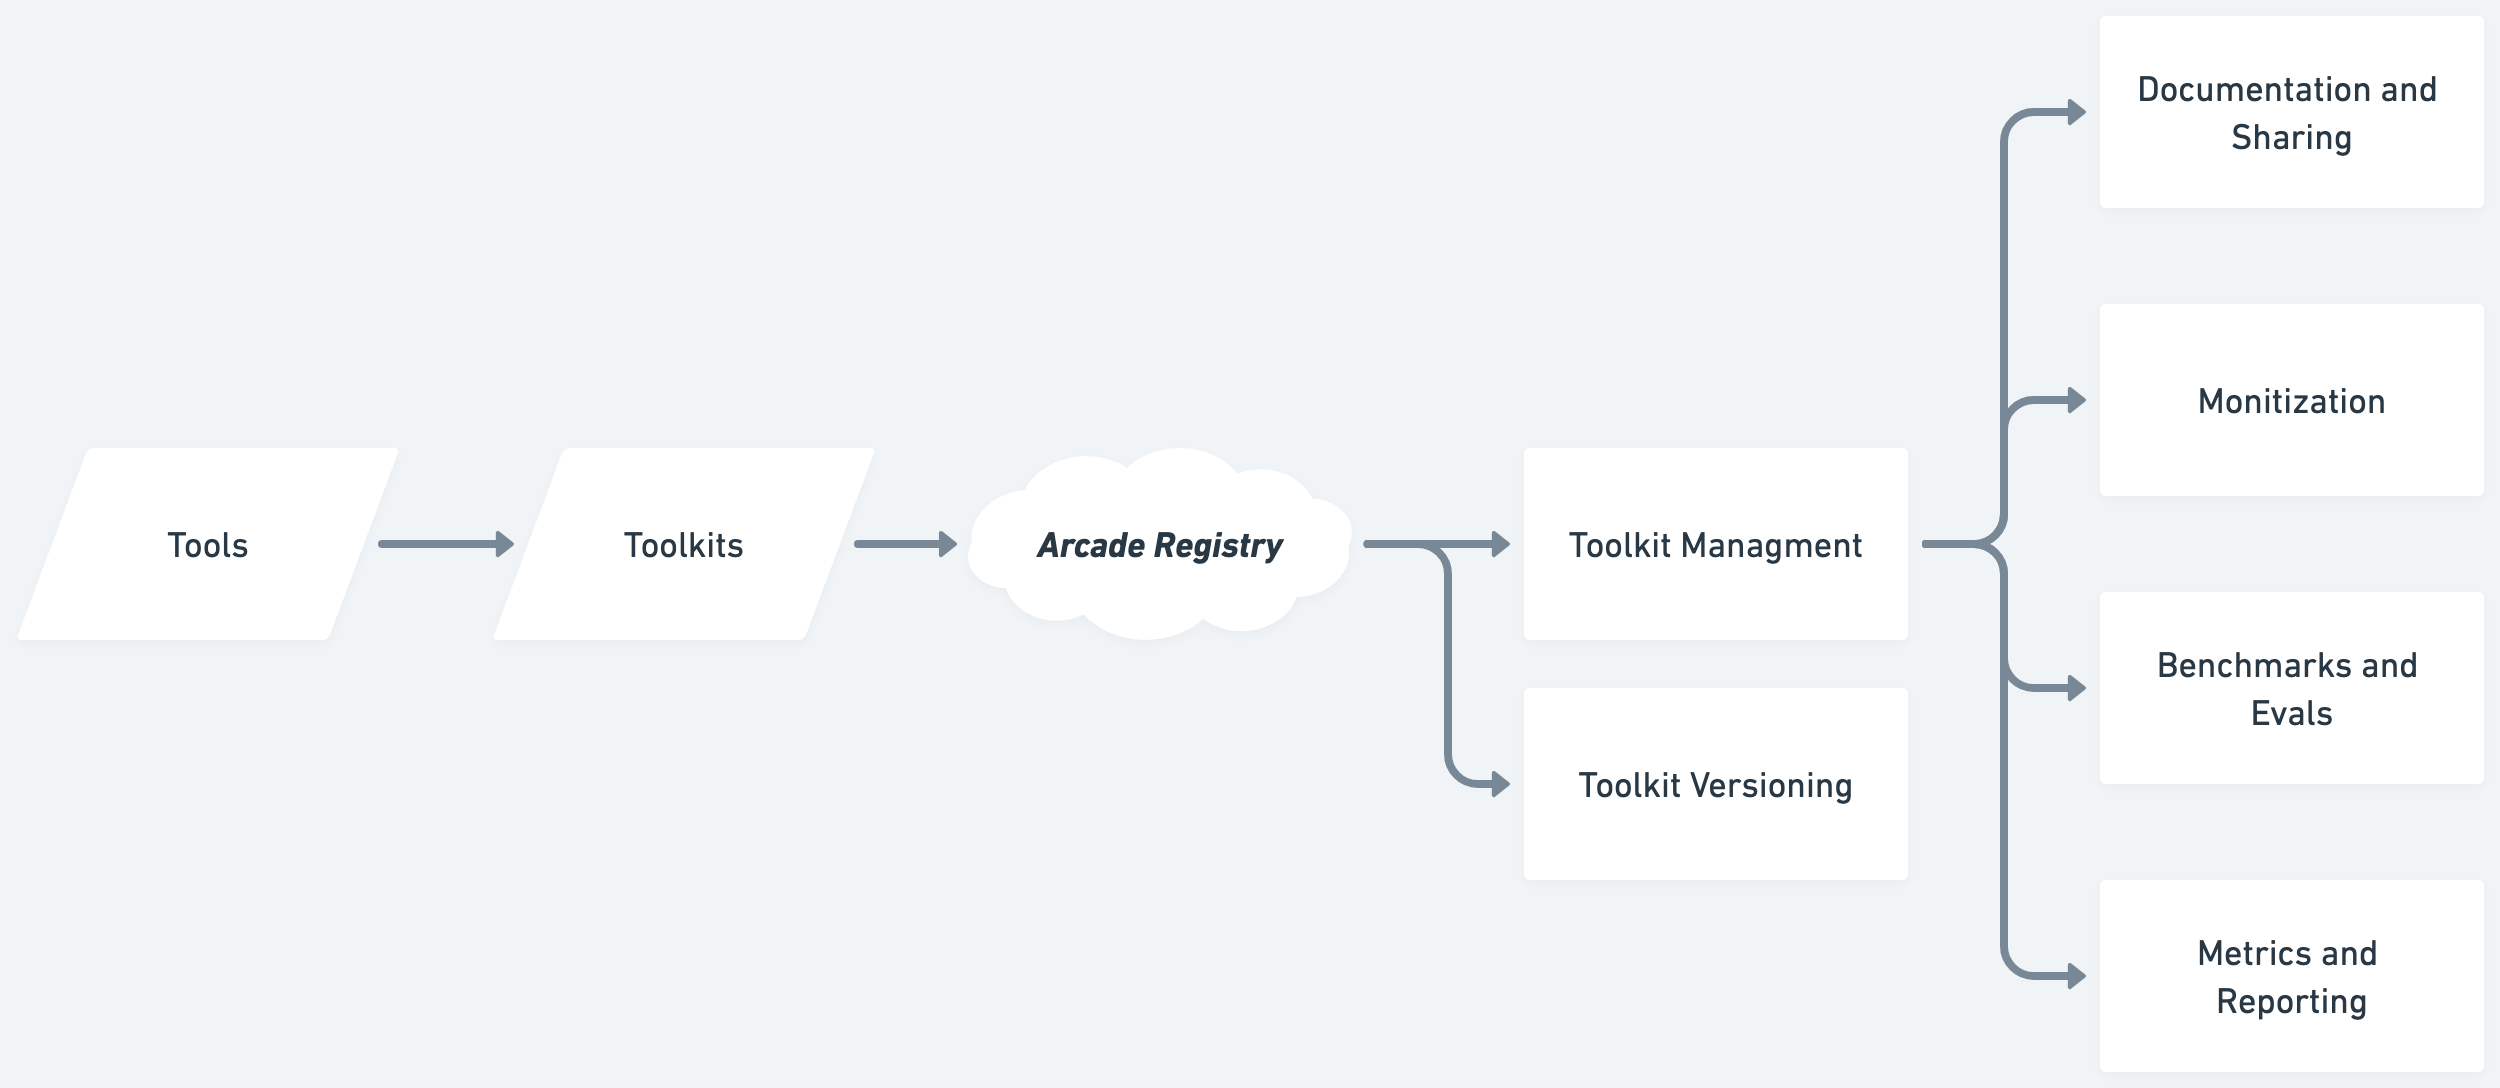 Tools
Toolkits
Arcade Registry
Toolkit Managment
Toolkit Versioning
Documentation and
Sharing
Monitization
Benchmarks and
Evals
Metrics and
Reporting